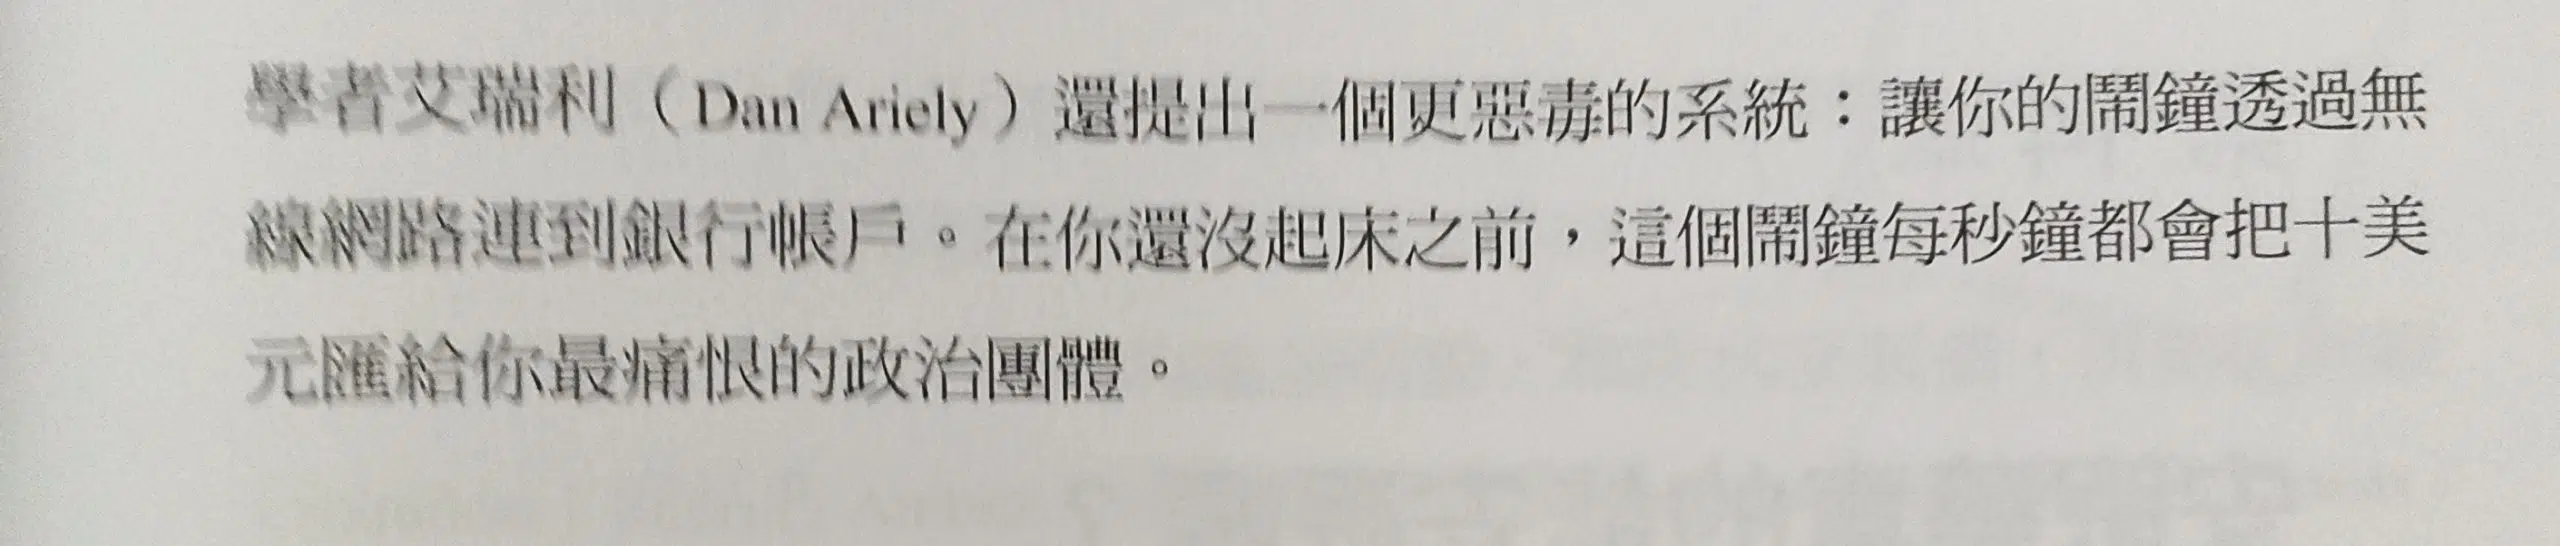 學者艾瑞利（Dan Ariely）還提出一個更惡毒的系統：讓你的鬧鐘透過無
線網路連到銀行帳戶。在你還沒起床之前，這個鬧鐘每秒鐘都會把十美
元匯給你最痛恨的政治團體。